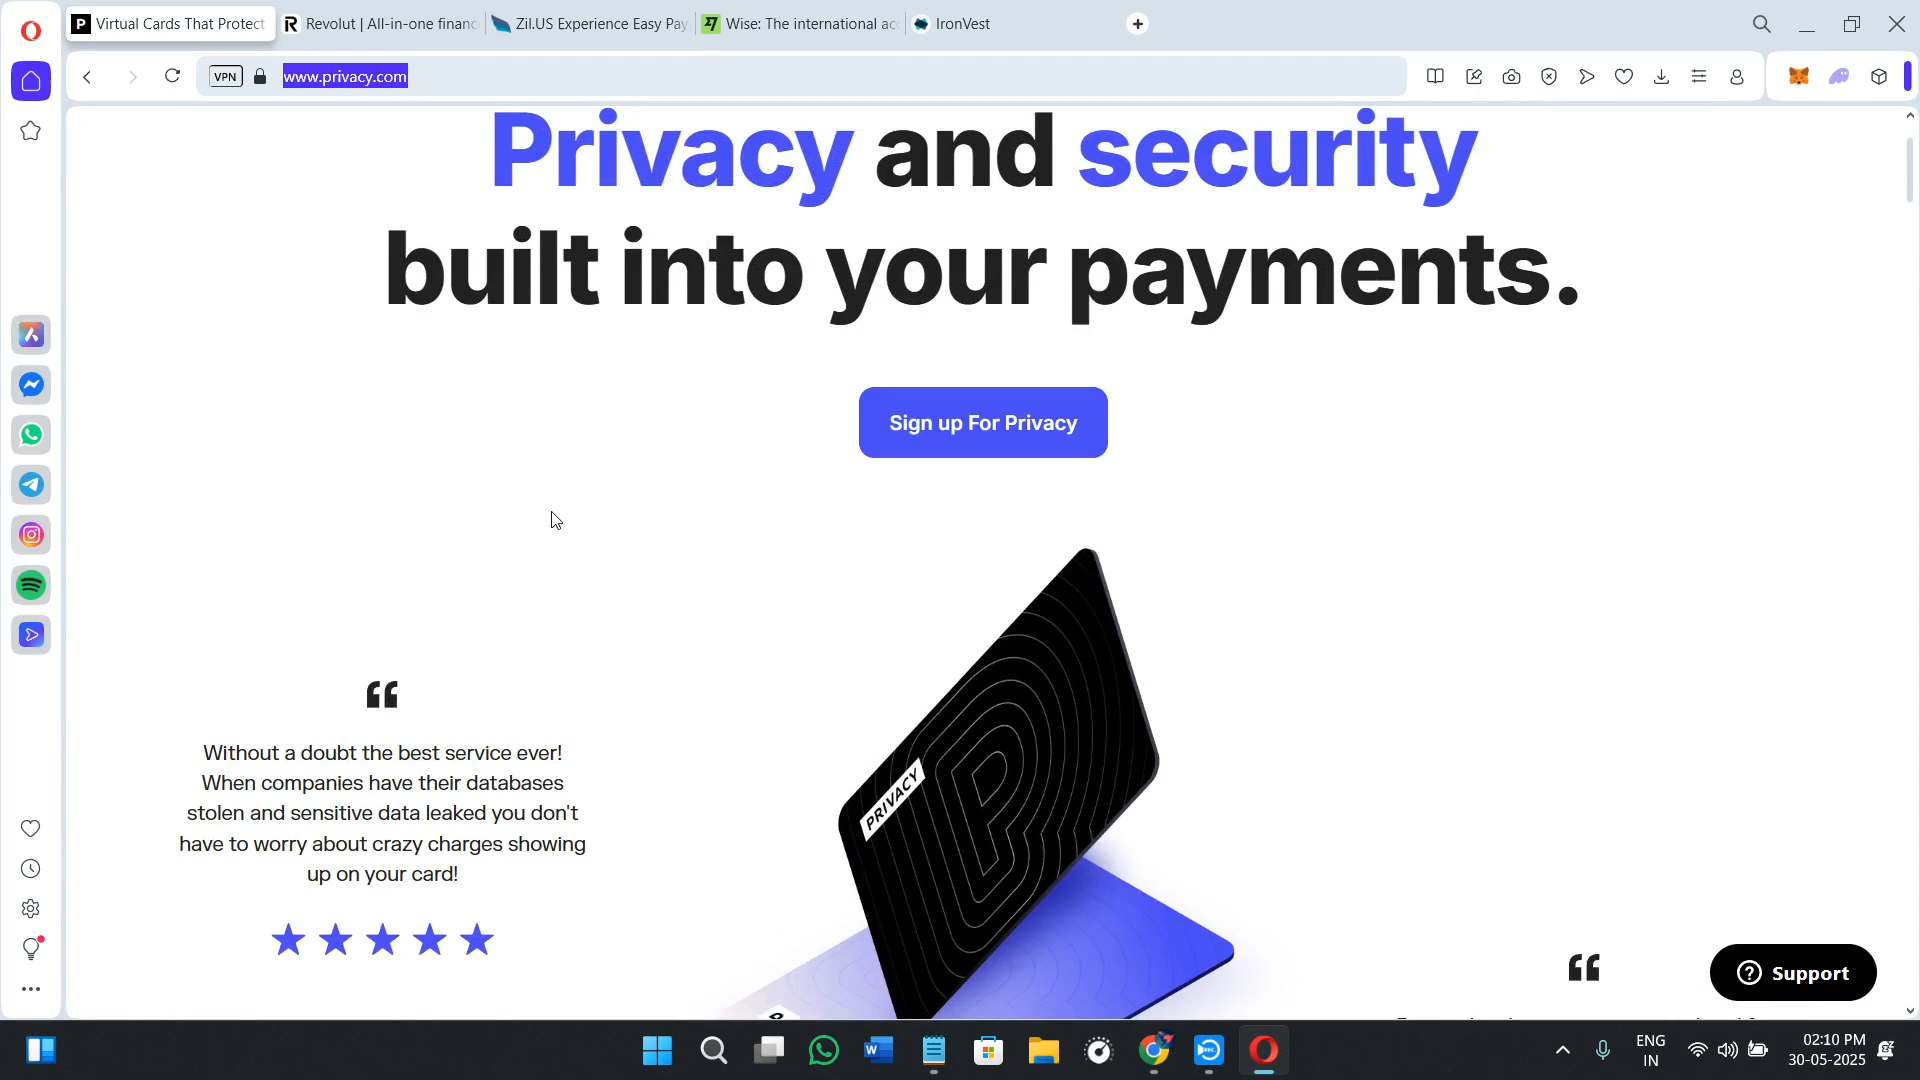 Virtual Cards That Protect
Revolut | All-in-one financ
Zil.US Experience Easy Pay
Wise: The international acc
IronVest
VPN
www.privacy.com
Privacy and security
built into your payments.
Sign up For Privacy
PRIVACY
“
Without a doubt the best service ever!
When companies have their databases
stolen and sensitive data leaked you don't
have to worry about crazy charges showing
up on your card!
“
Support
ENG
IN
02:10 PM
30-05-2025